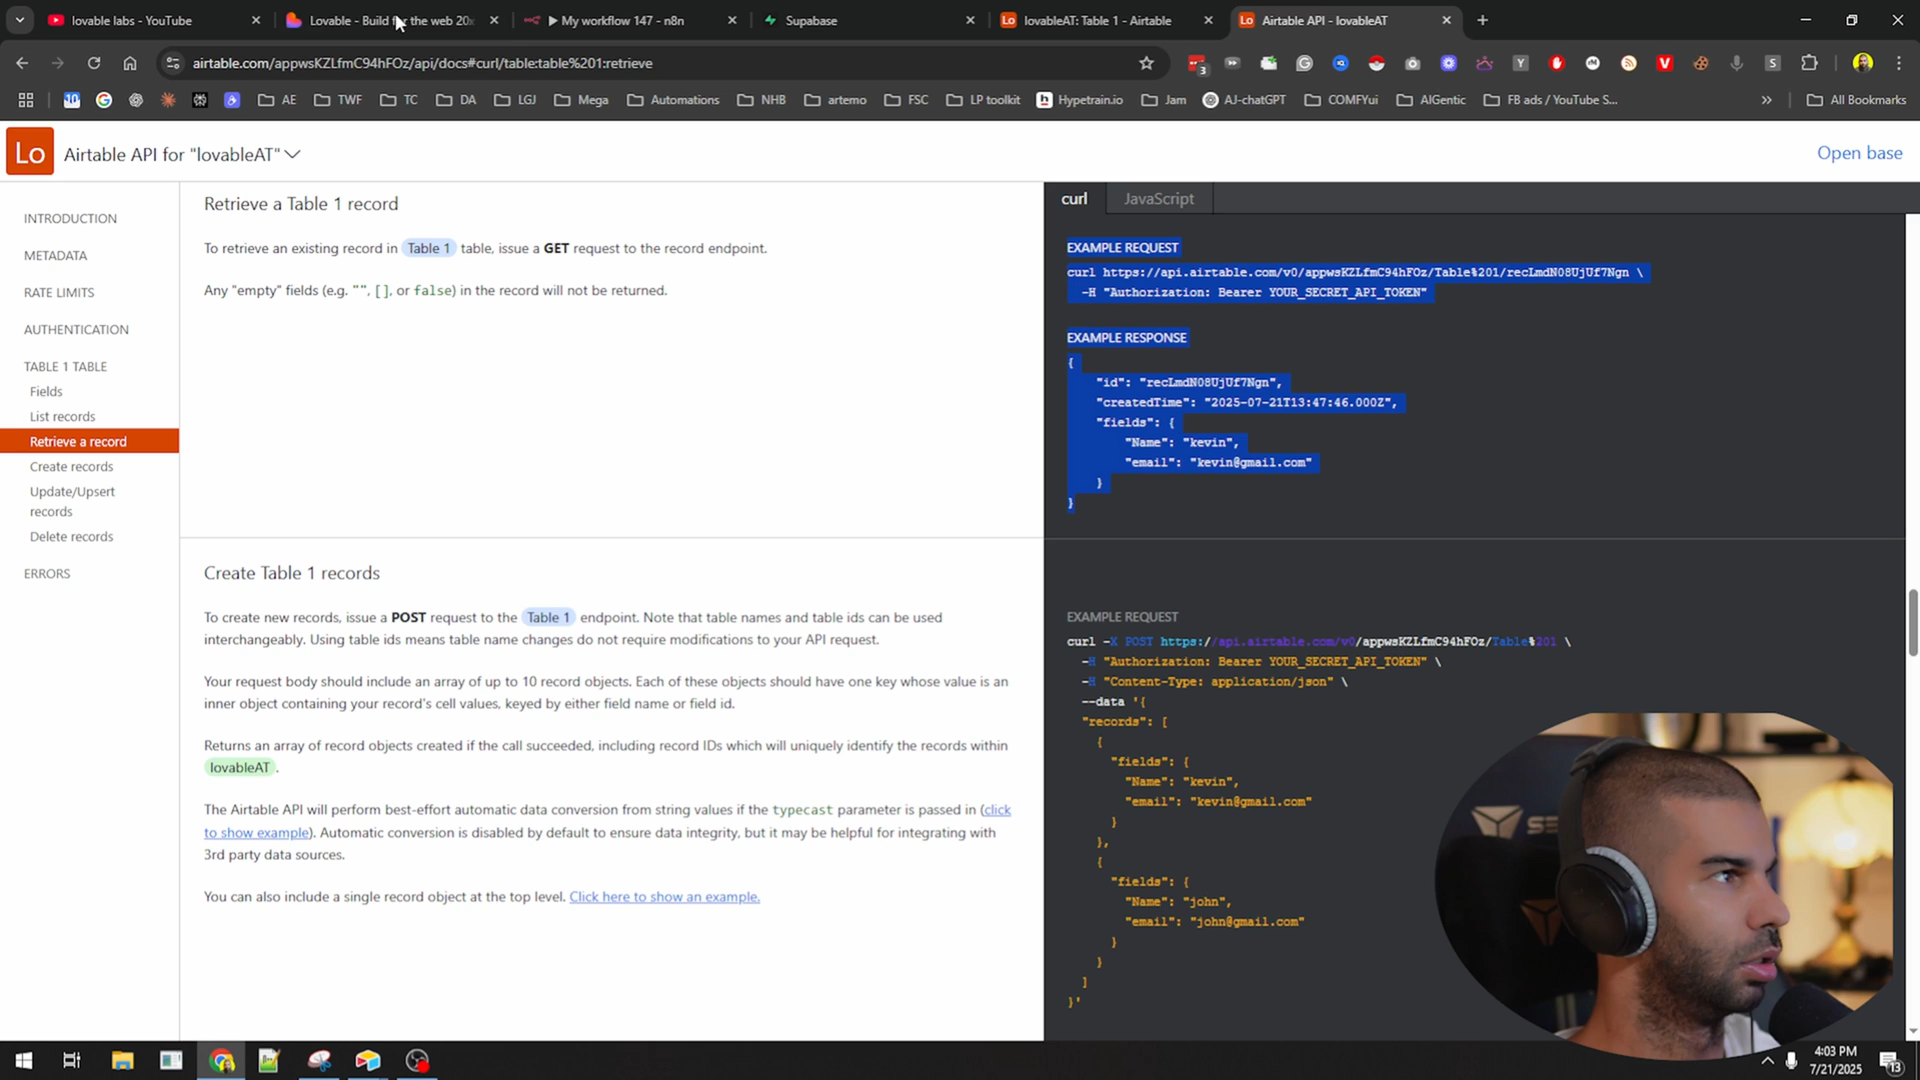 lovable labs - YouTube
Lovable - Build for the web 20x
▶ My workflow 147 - n8n
Supabase
lovableAT: Table 1 - Airtable
Airtable API - lovableAT
airtable.com/appwsKZLfmC94hFOz/api/docs#curl/table:table%201:retrieve
AE
TWF
TC
DA
LGJ
Mega
Automations
NHB
artemo
FSC
LP toolkit
Hypetrain.io
Jam
AJ-chatGPT
COMFYui
AIGentic
FB ads / YouTube S...
All Bookmarks
Lo
Airtable API for "lovableAT"
Open base
INTRODUCTION
METADATA
RATE LIMITS
AUTHENTICATION
TABLE 1 TABLE
Fields
List records
Retrieve a record
Create records
Update/Upsert
records
Delete records
ERRORS
Retrieve a Table 1 record
To retrieve an existing record in Table 1 table, issue a GET request to the record endpoint.
Any "empty" fields (e.g. "", [], or false) in the record will not be returned.
Create Table 1 records
To create new records, issue a POST request to the Table 1 endpoint. Note that table names and table ids can be used
interchangeably. Using table ids means table name changes do not require modifications to your API request.
Your request body should include an array of up to 10 record objects. Each of these objects should have one key whose value is an
inner object containing your record's cell values, keyed by either field name or field id.
Returns an array of record objects created if the call succeeded, including record IDs which will uniquely identify the records within
lovableAT.
The Airtable API will perform best-effort automatic data conversion from string values if the typecast parameter is passed in (click
to show example). Automatic conversion is disabled by default to ensure data integrity, but it may be helpful for integrating with
3rd party data sources.
You can also include a single record object at the top level. Click here to show an example.
curl
JavaScript
EXAMPLE REQUEST
curl https://api.airtable.com/v0/appwsKZLfmC94hFOz/Table%201/recLmdN08UjUf7Ngn \
-H "Authorization: Bearer YOUR_SECRET_API_TOKEN"
EXAMPLE RESPONSE
{
"id": "recLmdN08UjUf7Ngn",
"createdTime": "2025-07-21T13:47:46.000Z",
"fields": {
"Name": "kevin",
"email": "kevin@gmail.com"
}
}
EXAMPLE REQUEST
curl -X POST https://api.airtable.com/v0/appwsKZLfmC94hFOz/Table%201 \
-H "Authorization: Bearer YOUR_SECRET_API_TOKEN" \
-H "Content-Type: application/json" \
--data '{
"records": [
{
"fields": {
"Name": "kevin",
"email": "kevin@gmail.com"
}
},
{
"fields": {
"Name": "john",
"email": "john@gmail.com"
}
}
]
}'
4:03 PM
7/21/2025
13